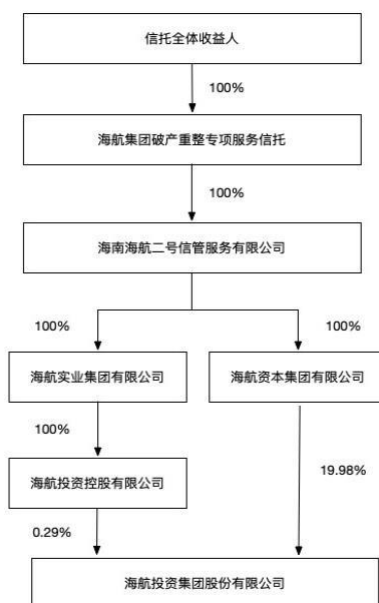 信托全体收益人
100%
海航集团破产重整专项服务信托
100%
海南海航二号信管服务有限公司
100%
100%
海航实业集团有限公司
海航资本集团有限公司
100%
19.98%
海航投资控股有限公司
0.29%
海航投资集团股份有限公司